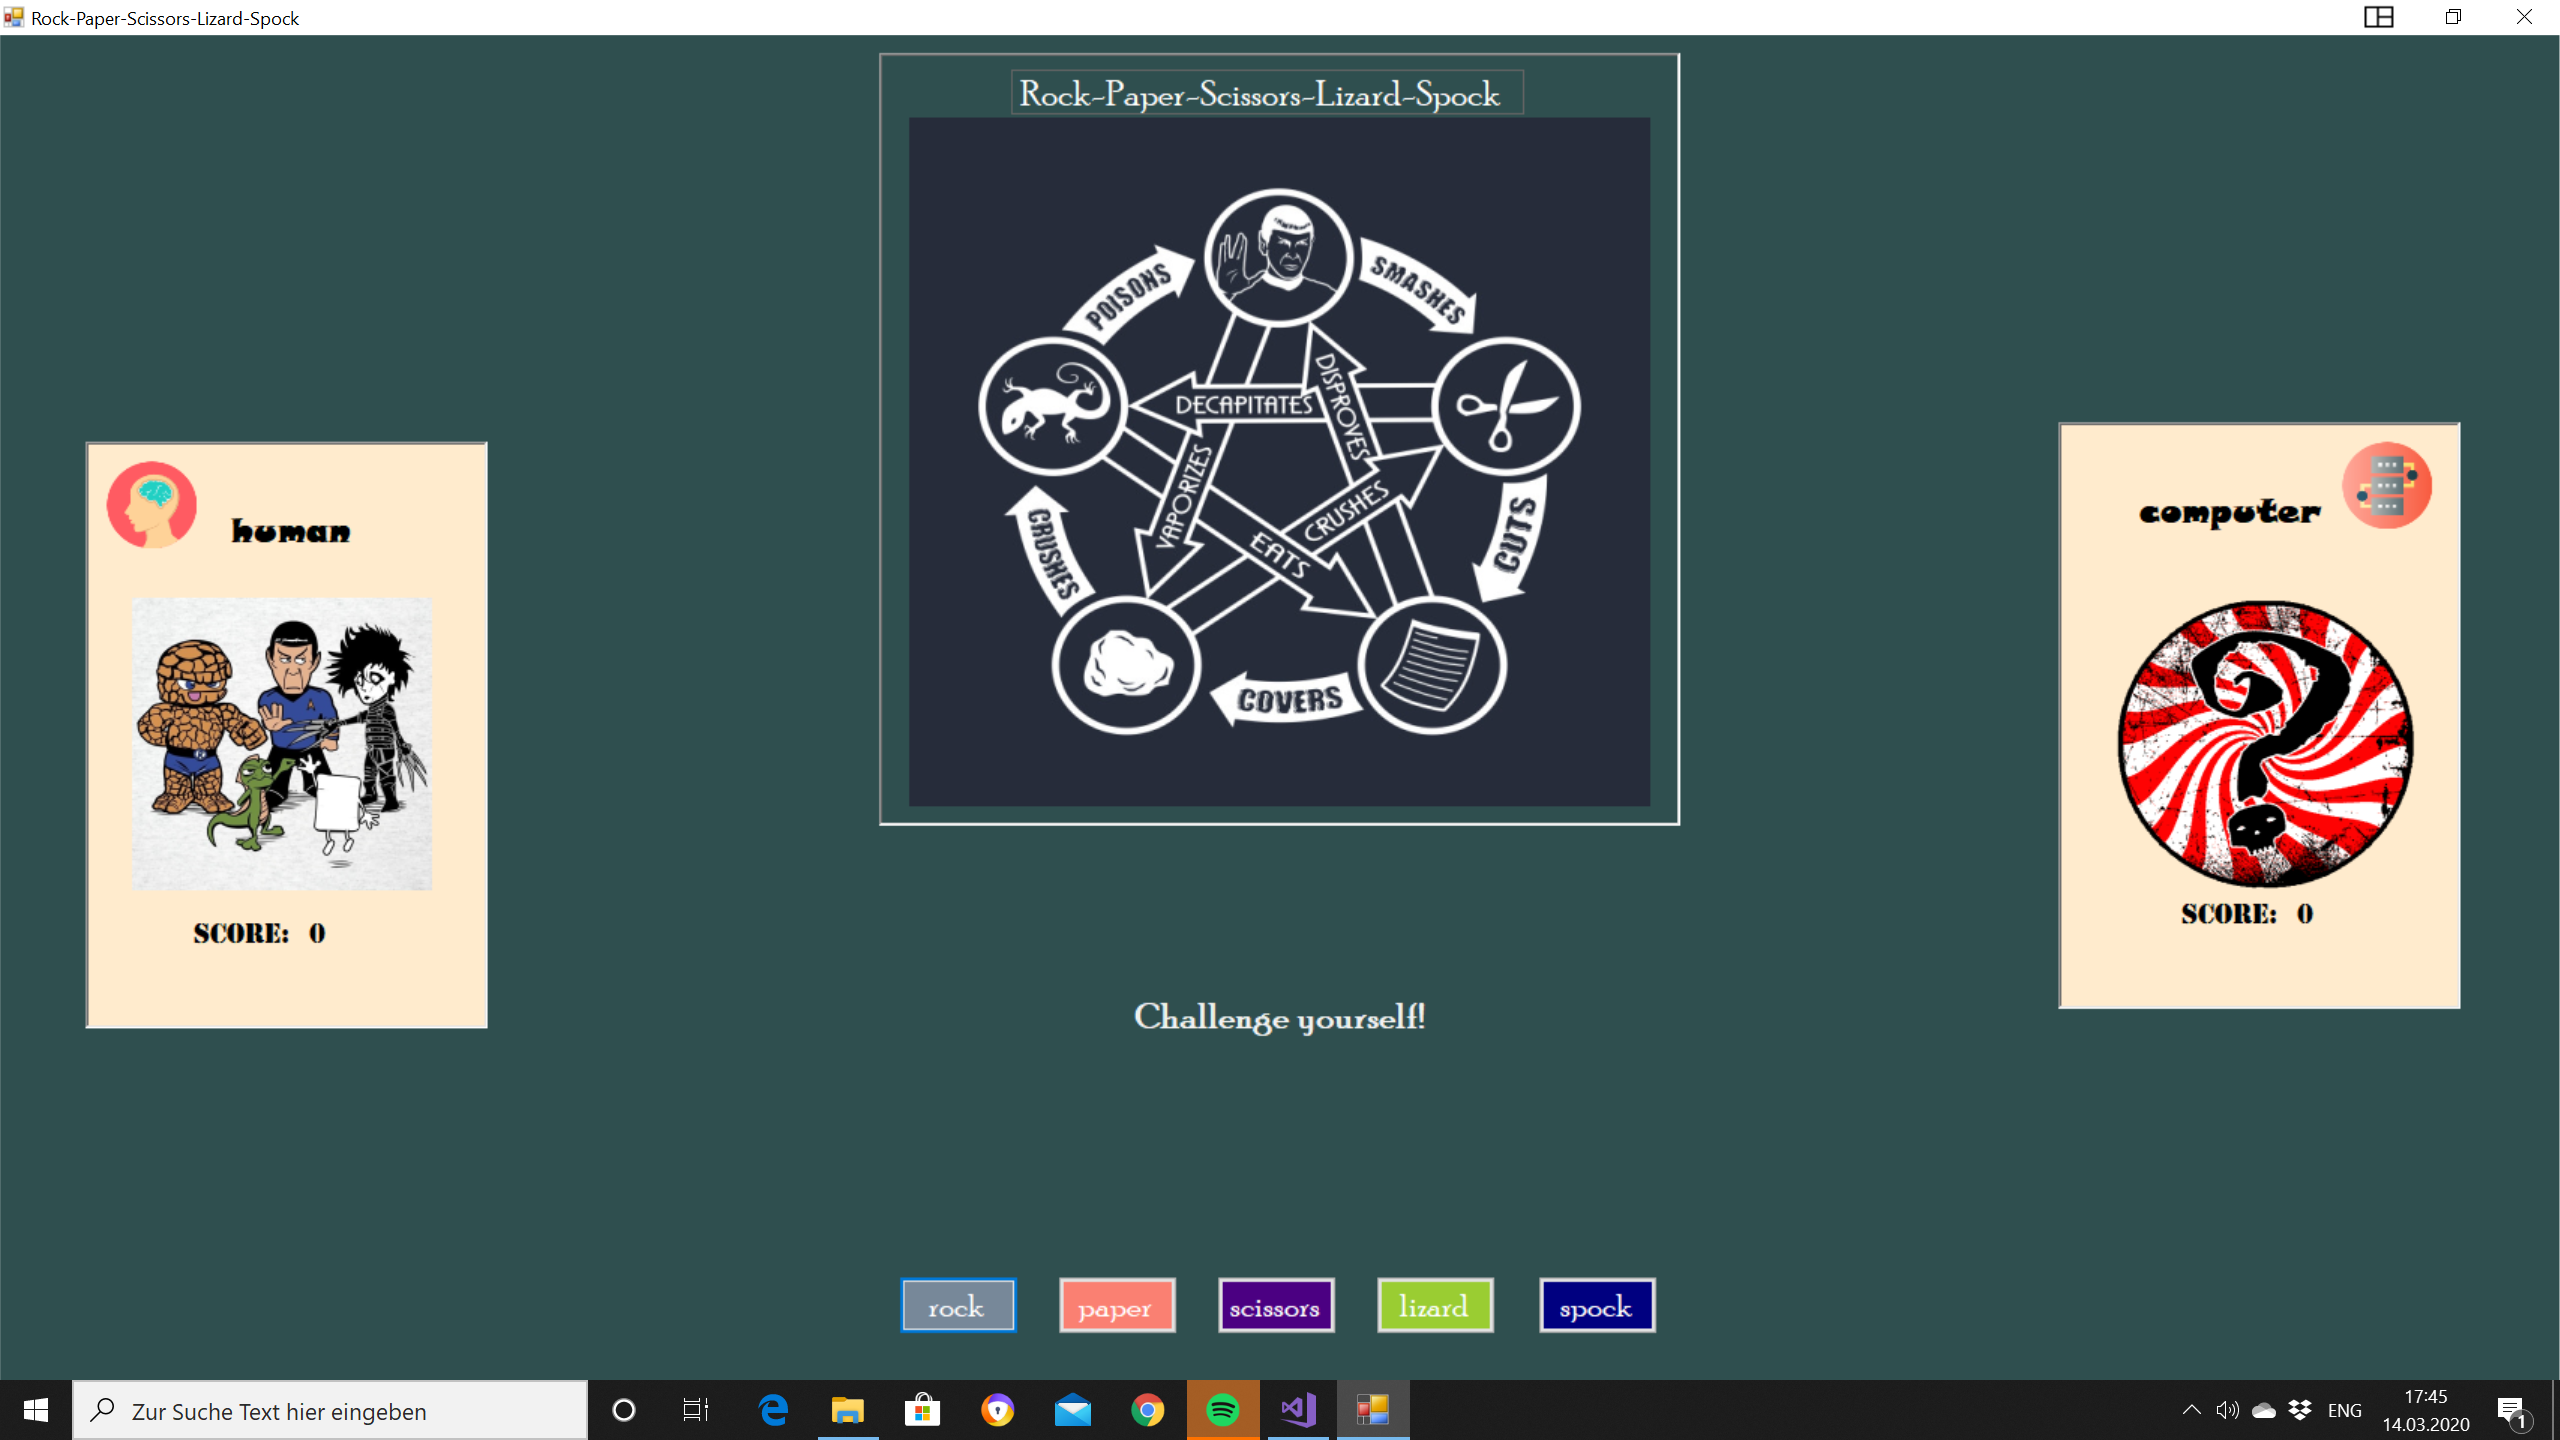 Rock-Paper-Scissors-Lizard-Spock
Rock-Paper-Scissors-Lizard-Spock
POISONS
SMASHES
DECAPITATES
DISPROVES
VAPORIZES
CRUSHES
CRUSHES
EATS
CUTS
COVERS
human
SCORE: 0
computer
SCORE: 0
Challenge yourself!
rock
paper
scissors
lizard
spock
Zur Suche Text hier eingeben
ENG
17:45
14.03.2020
1